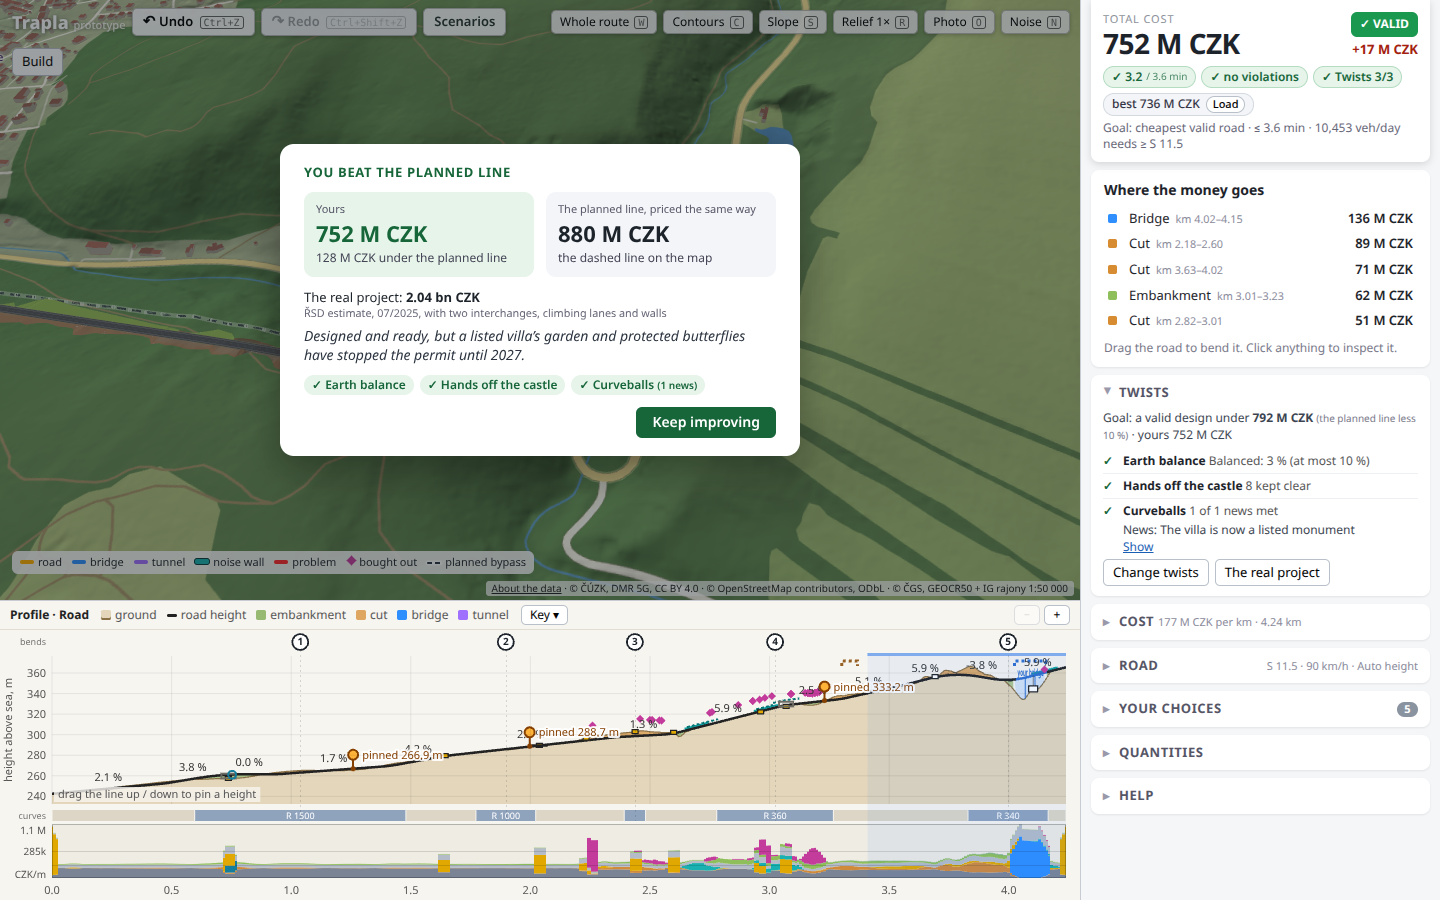 Trapla prototype
↶ Undo Ctrl+Z
↷ Redo Ctrl+Shift+Z
Scenarios
Whole route W
Contours C
Slope S
Relief 1× R
Photo O
Noise N
Build
YOU BEAT THE PLANNED LINE
Yours
752 M CZK
128 M CZK under the planned line
The planned line, priced the same way
880 M CZK
the dashed line on the map
The real project: 2.04 bn CZK
ŘSD estimate, 07/2025, with two interchanges, climbing lanes and walls
Designed and ready, but a listed villa's garden and protected butterflies
have stopped the permit until 2027.
✓ Earth balance ✓ Hands off the castle ✓ Curveballs (1 news)
Keep improving
road bridge tunnel noise wall problem bought out planned bypass
About the data · © ČÚZK, DMR 5G, CC BY 4.0 · © OpenStreetMap contributors, ODbL · © ČGS, GEOCR50 + IG rajony 1:50 000
Profile · Road ground road height embankment cut bridge tunnel Key ▾ − +
bends 1 2 3 4 5
height above sea, m
360
340
320
300
280
260
240
2.1 %
3.8 %
0.0 %
1.7 %
pinned 266.9 m
4.2 %
pinned 288.7 m
1.3 %
5.9 %
pinned 333.2 m
5.1 %
5.9 %
3.8 %
5.9 %
drag the line up / down to pin a height
curves R 1500 R 1000 R 360 R 340
1.1 M
285k
CZK/m
0.0 0.5 1.0 1.5 2.0 2.5 3.0 3.5 4.0
TOTAL COST
✓ VALID
752 M CZK
+17 M CZK
✓ 3.2 / 3.6 min ✓ no violations ✓ Twists 3/3
best 736 M CZK Load
Goal: cheapest valid road · ≤ 3.6 min · 10,453 veh/day
needs ≥ S 11.5
Where the money goes
Bridge km 4.02–4.15 136 M CZK
Cut km 2.18–2.60 89 M CZK
Cut km 3.63–4.02 71 M CZK
Embankment km 3.01–3.23 62 M CZK
Cut km 2.82–3.01 51 M CZK
Drag the road to bend it. Click anything to inspect it.
▼ TWISTS
Goal: a valid design under 792 M CZK (the planned line less
10 %) · yours 752 M CZK
✓ Earth balance Balanced: 3 % (at most 10 %)
✓ Hands off the castle 8 kept clear
✓ Curveballs 1 of 1 news met
News: The villa is now a listed monument
Show
Change twists The real project
▶ COST 177 M CZK per km · 4.24 km
▶ ROAD S 11.5 · 90 km/h · Auto height
▶ YOUR CHOICES 5
▶ QUANTITIES
▶ HELP